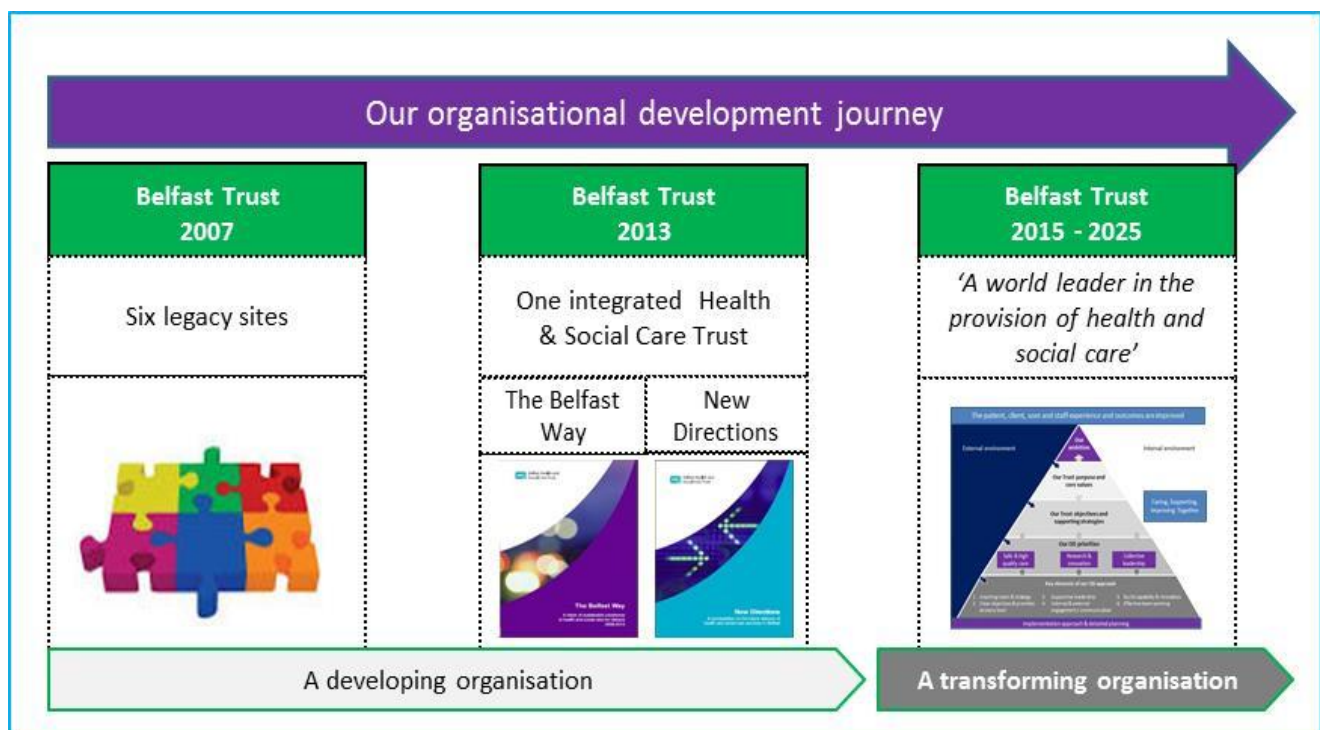 Our organisational development journey
Belfast Trust
2007
Belfast Trust
2013
Belfast Trust
2015 - 2025
Six legacy sites
One integrated Health
& Social Care Trust
‘A world leader in the
provision of health and
social care’
The Belfast
Way
New
Directions
The Belfast Way
New Directions
The patient, client, user and staff experience and outcomes are improved
External environment
Our
ambition
Internal environment
Our Trust purpose and
core values
Caring, Supporting,
Improving Together
Our Trust objectives and
supporting strategies
Our OD priorities
Safe & high
quality care
Research &
innovation
Collective
leadership
Key elements of our OD approach
Implementation approach & detailed planning
A developing organisation
A transforming organisation